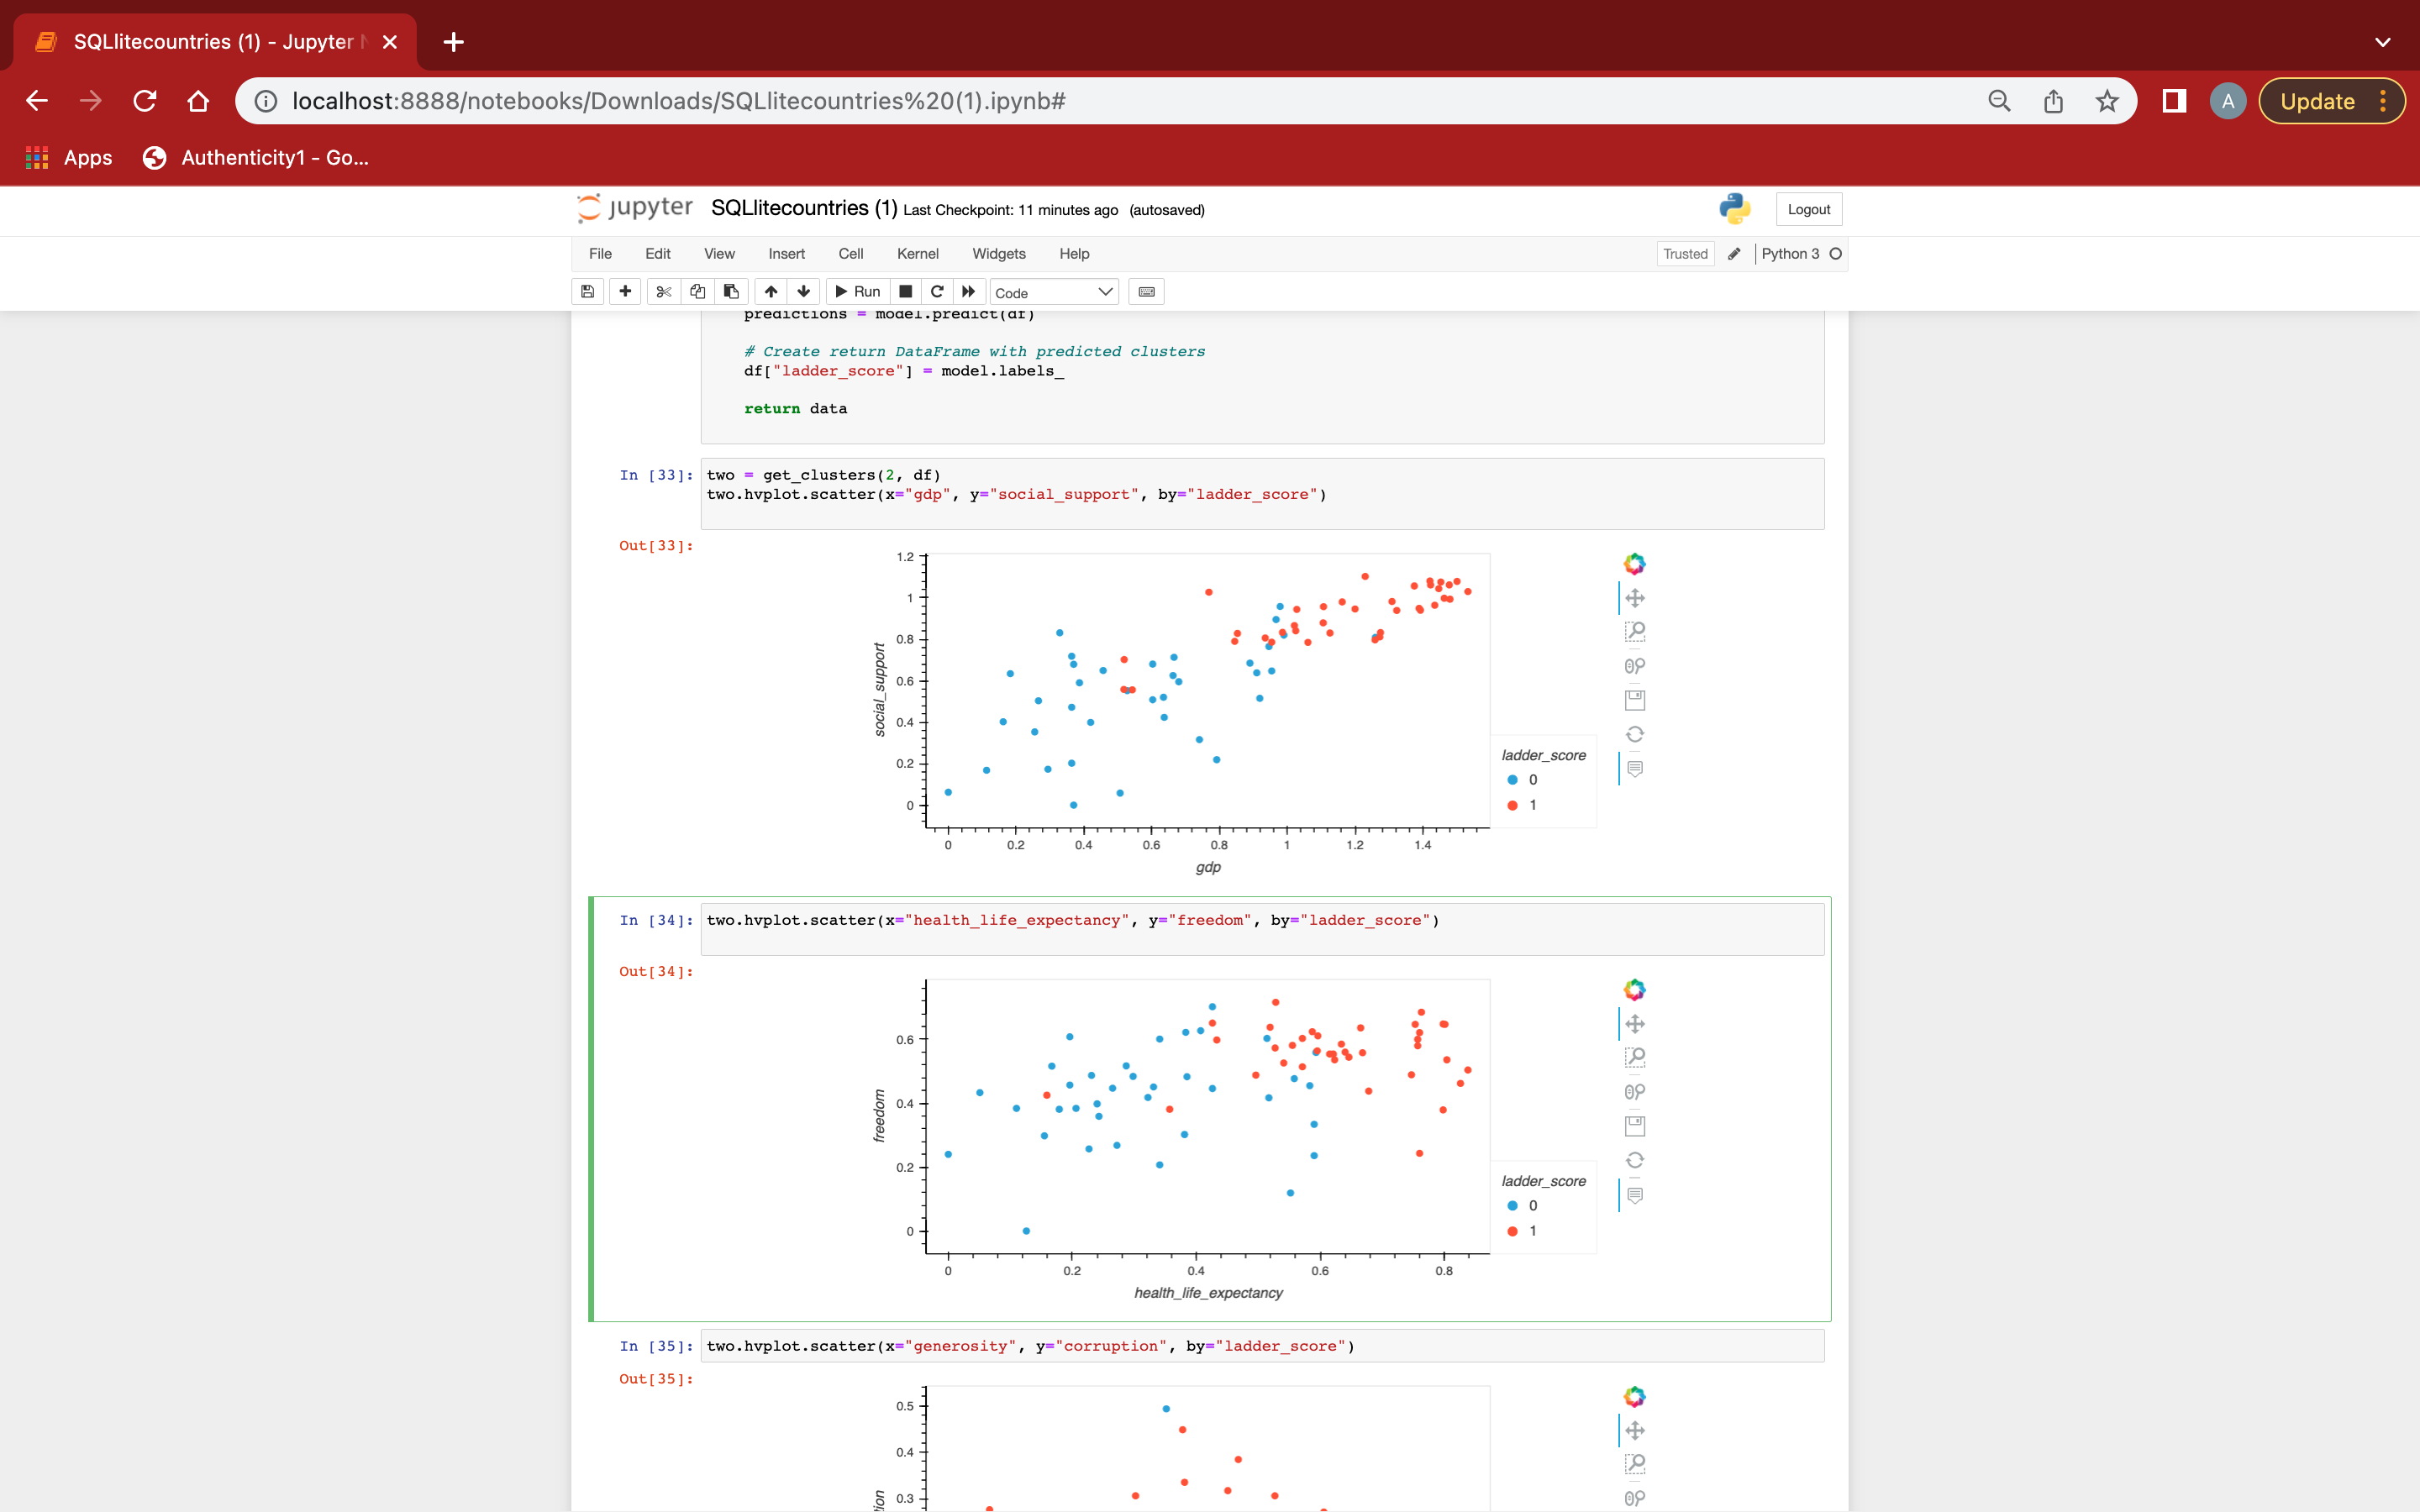 SQLlitecountries (1) - Jupyter N
localhost:8888/notebooks/Downloads/SQLlitecountries%20(1).ipynb#
A
Update
Apps
Authenticity1 - Go...
jupyter SQLlitecountries (1) Last Checkpoint: 11 minutes ago (autosaved)
Logout
File Edit View Insert Cell Kernel Widgets Help
Trusted
Python 3
Run
Code
predictions = model.predict(df)
# Create return DataFrame with predicted clusters
df["ladder_score"] = model.labels_
return data
In [33]: two = get_clusters(2, df)
two.hvplot.scatter(x="gdp", y="social_support", by="ladder_score")
Out[33]:
1.2
1
0.8
0.6
0.4
0.2
0
social_support
0 0.2 0.4 0.6 0.8 1 1.2 1.4
gdp
ladder_score
0
1
In [34]: two.hvplot.scatter(x="health_life_expectancy", y="freedom", by="ladder_score")
Out[34]:
0.6
0.4
0.2
0
freedom
0 0.2 0.4 0.6 0.8
health_life_expectancy
ladder_score
0
1
In [35]: two.hvplot.scatter(x="generosity", y="corruption", by="ladder_score")
Out[35]:
0.5
0.4
0.3
tion